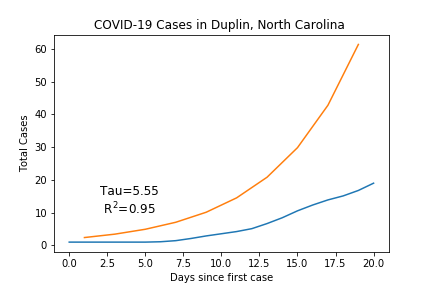 COVID-19 Cases in Duplin, North Carolina
Total Cases
60
50
40
30
20
10
0
Tau=5.55
R²=0.95
0.0 2.5 5.0 7.5 10.0 12.5 15.0 17.5 20.0
Days since first case